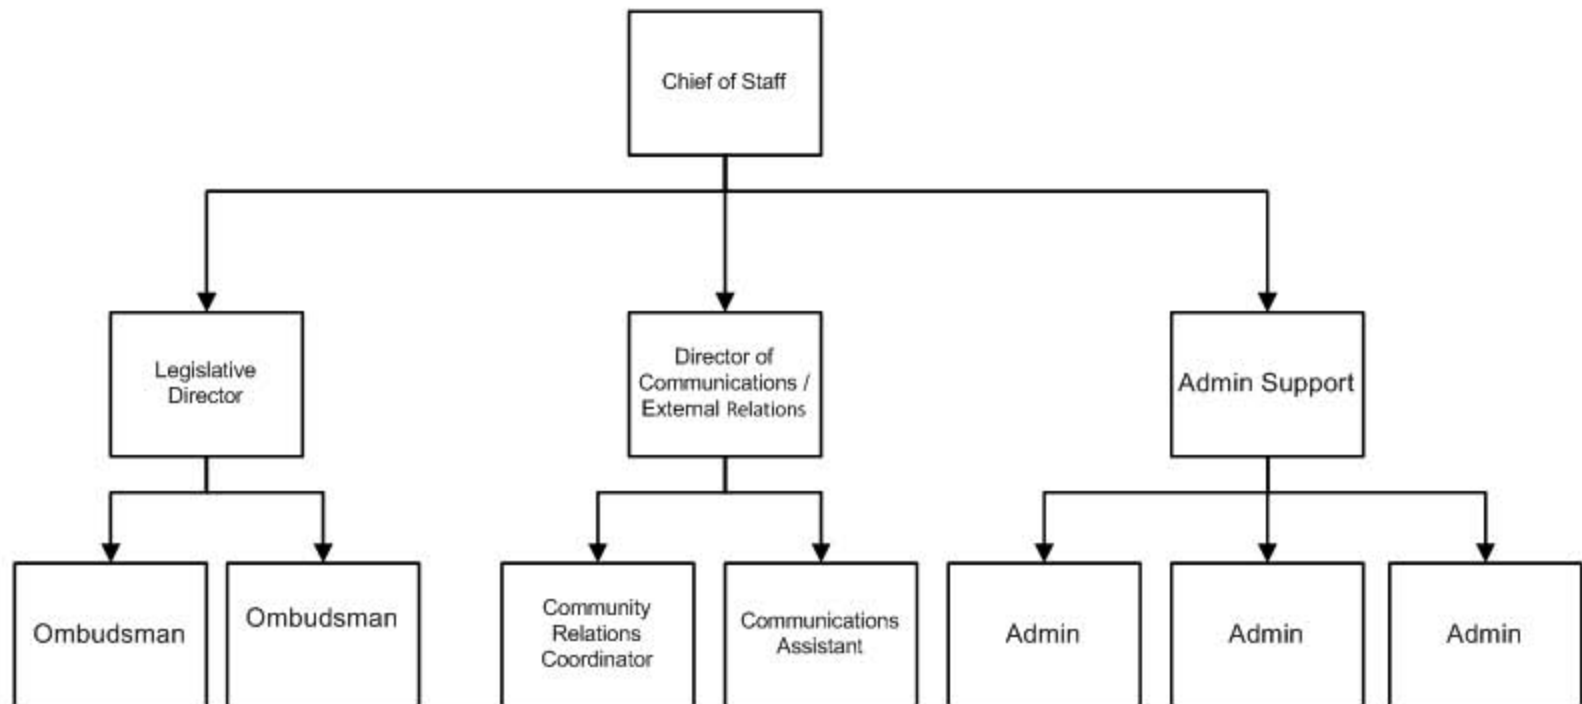 Chief of Staff
Legislative
Director
Director of
Communications /
External Relations
Admin Support
Ombudsman
Ombudsman
Community
Relations
Coordinator
Communications
Assistant
Admin
Admin
Admin